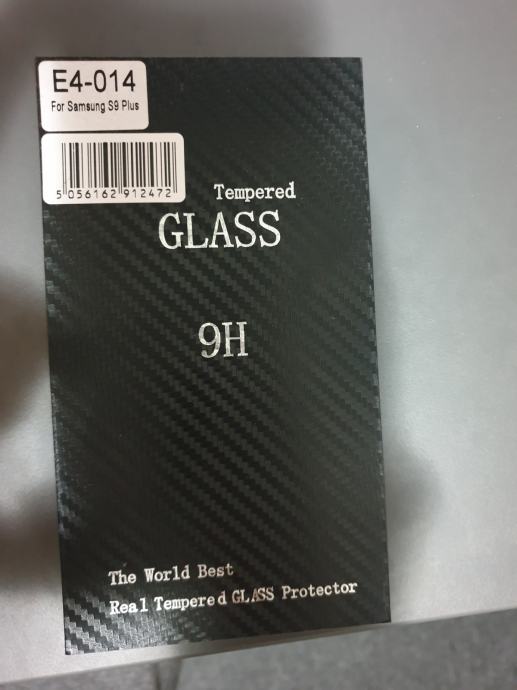 E4-014
For Samsung S9 Plus
5 056162 912472
Tempered
GLASS
9H
The World Best
Real Tempered GLASS Protector